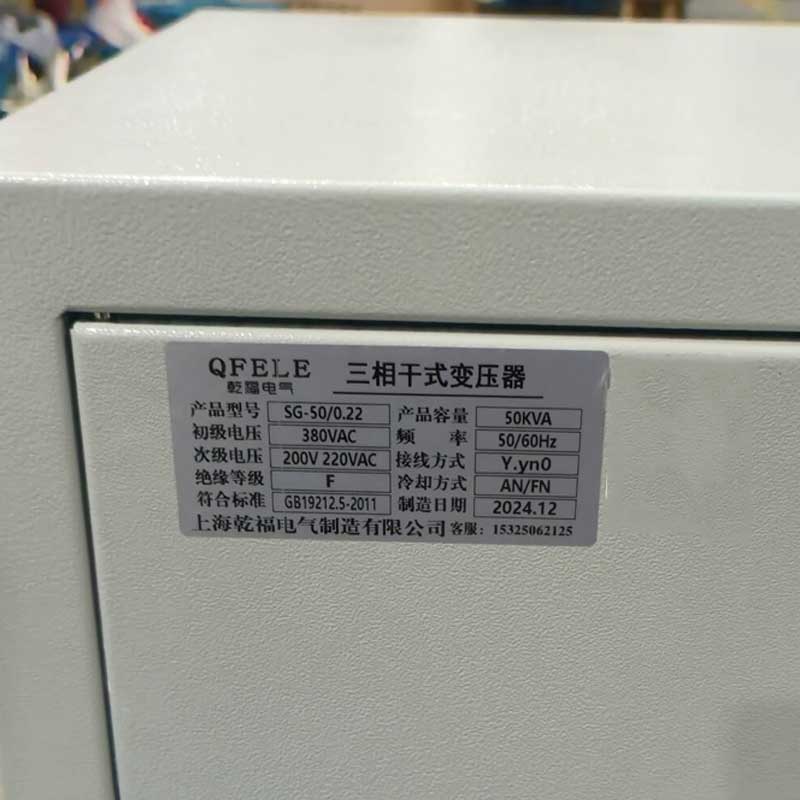 QFELE 三相干式变压器
乾福电气
产品型号 SG-50/0.22 产品容量 50KVA
初级电压 380VAC 频 率 50/60Hz
次级电压 200V 220VAC 接线方式 Y.yn0
绝缘等级 F 冷却方式 AN/FN
符合标准 GB19212.5-2011 制造日期 2024.12
上海乾福电气制造有限公司 客服：15325062125